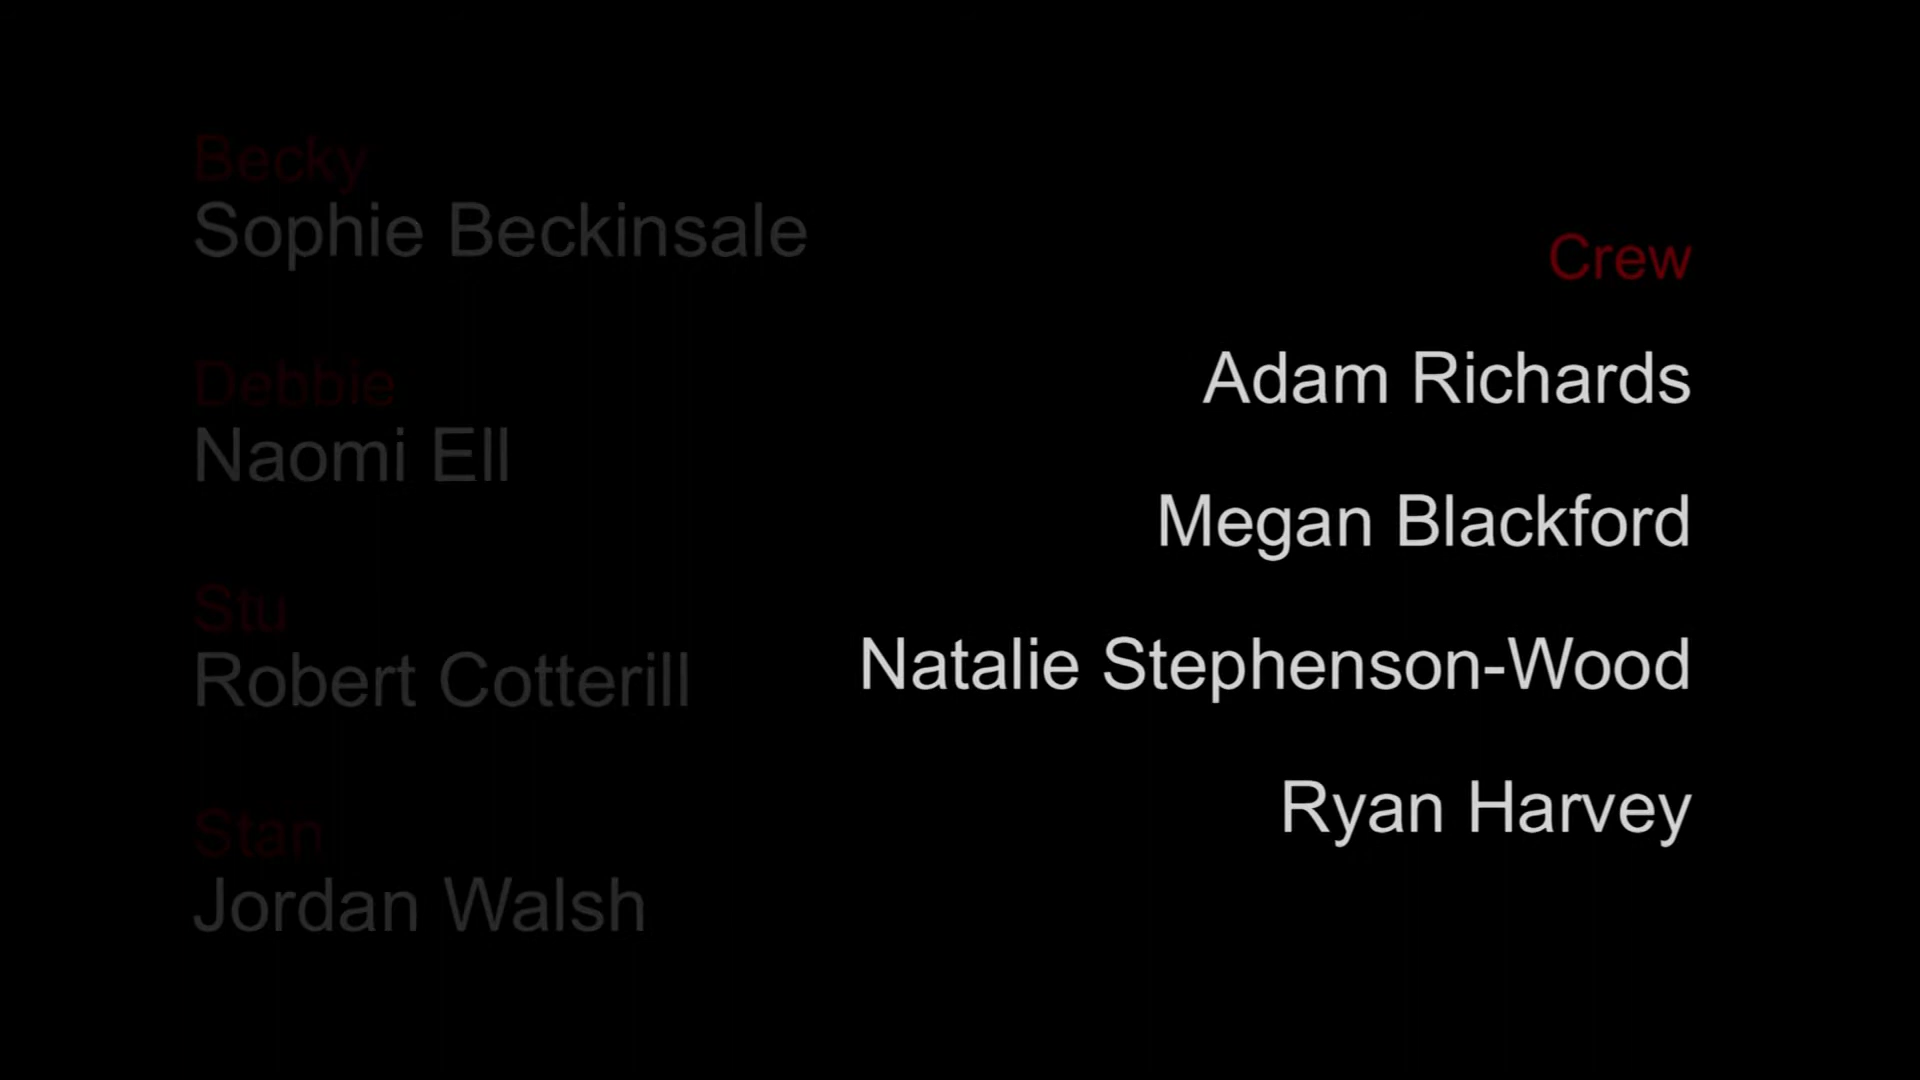 Becky
Sophie Beckinsale
Debbie
Naomi Ell
Stu
Robert Cotterill
Stan
Jordan Walsh
Crew
Adam Richards
Megan Blackford
Natalie Stephenson-Wood
Ryan Harvey